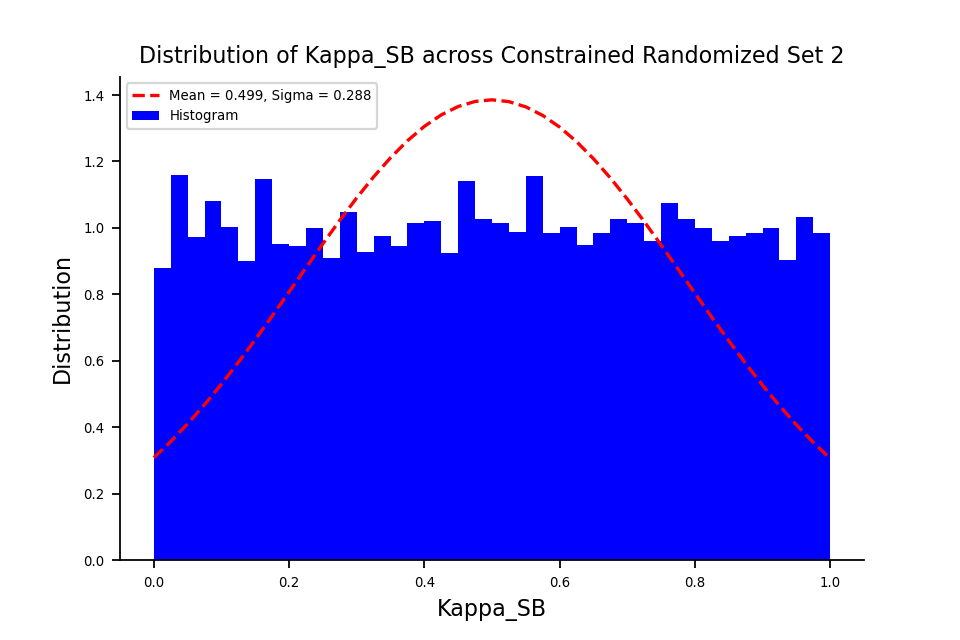 Distribution of Kappa_SB across Constrained Randomized Set 2
Mean = 0.499, Sigma = 0.288
Histogram
Distribution
1.4
1.2
1.0
0.8
0.6
0.4
0.2
0.0
0.0 0.2 0.4 0.6 0.8 1.0
Kappa_SB